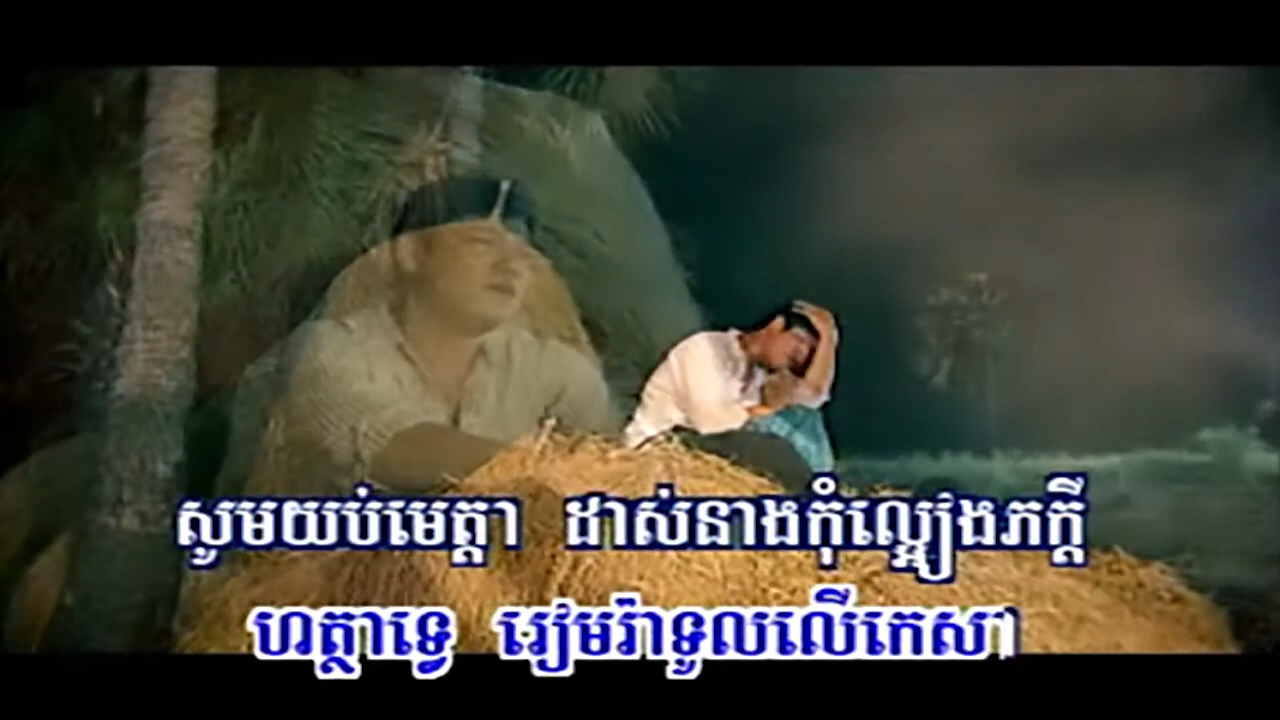 សូមយប់មេត្តា ដាស់នាងកុំល្អៀងភក្តី
ហត្ថាទ្វេ រៀមរ៉ាទូលលើកេសា